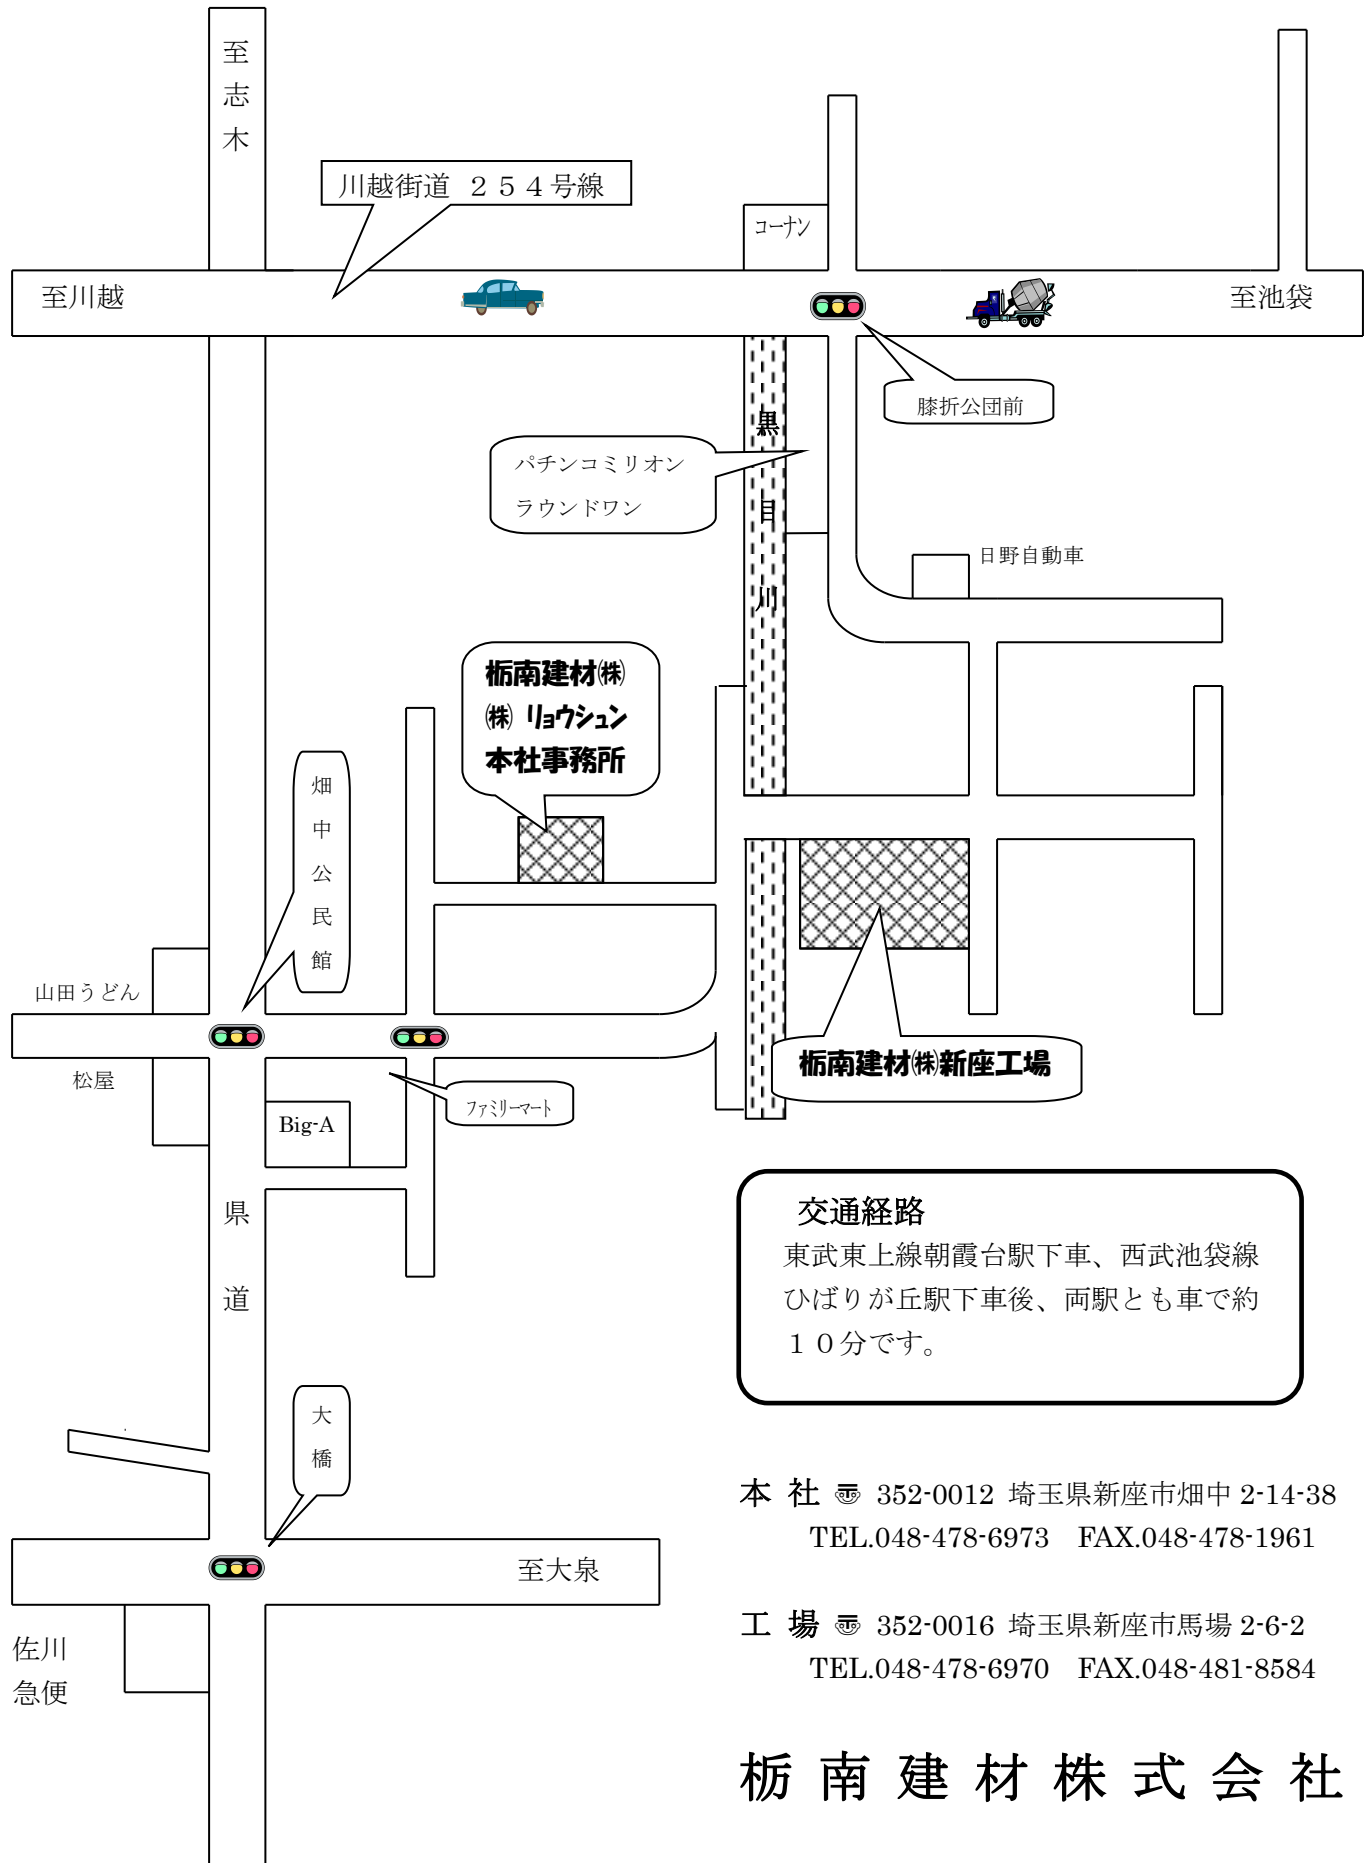 至志木
川越街道 ２５４号線
コーナン
至川越
至池袋
膝折公団前
黒目川
パチンコミリオン
ラウンドワン
日野自動車
栃南建材㈱
㈱ リョウシュン
本社事務所
畑中公民館
山田うどん
松屋
ファミリーマート
Big-A
栃南建材㈱新座工場
県道
交通経路
東武東上線朝霞台駅下車、西武池袋線
ひばりが丘駅下車後、両駅とも車で約
１０分です。
大橋
至大泉
佐川
急便
本 社 〠 352-0012 埼玉県新座市畑中 2-14-38
TEL.048-478-6973 FAX.048-478-1961
工 場 〠 352-0016 埼玉県新座市馬場 2-6-2
TEL.048-478-6970 FAX.048-481-8584
栃南建材株式会社